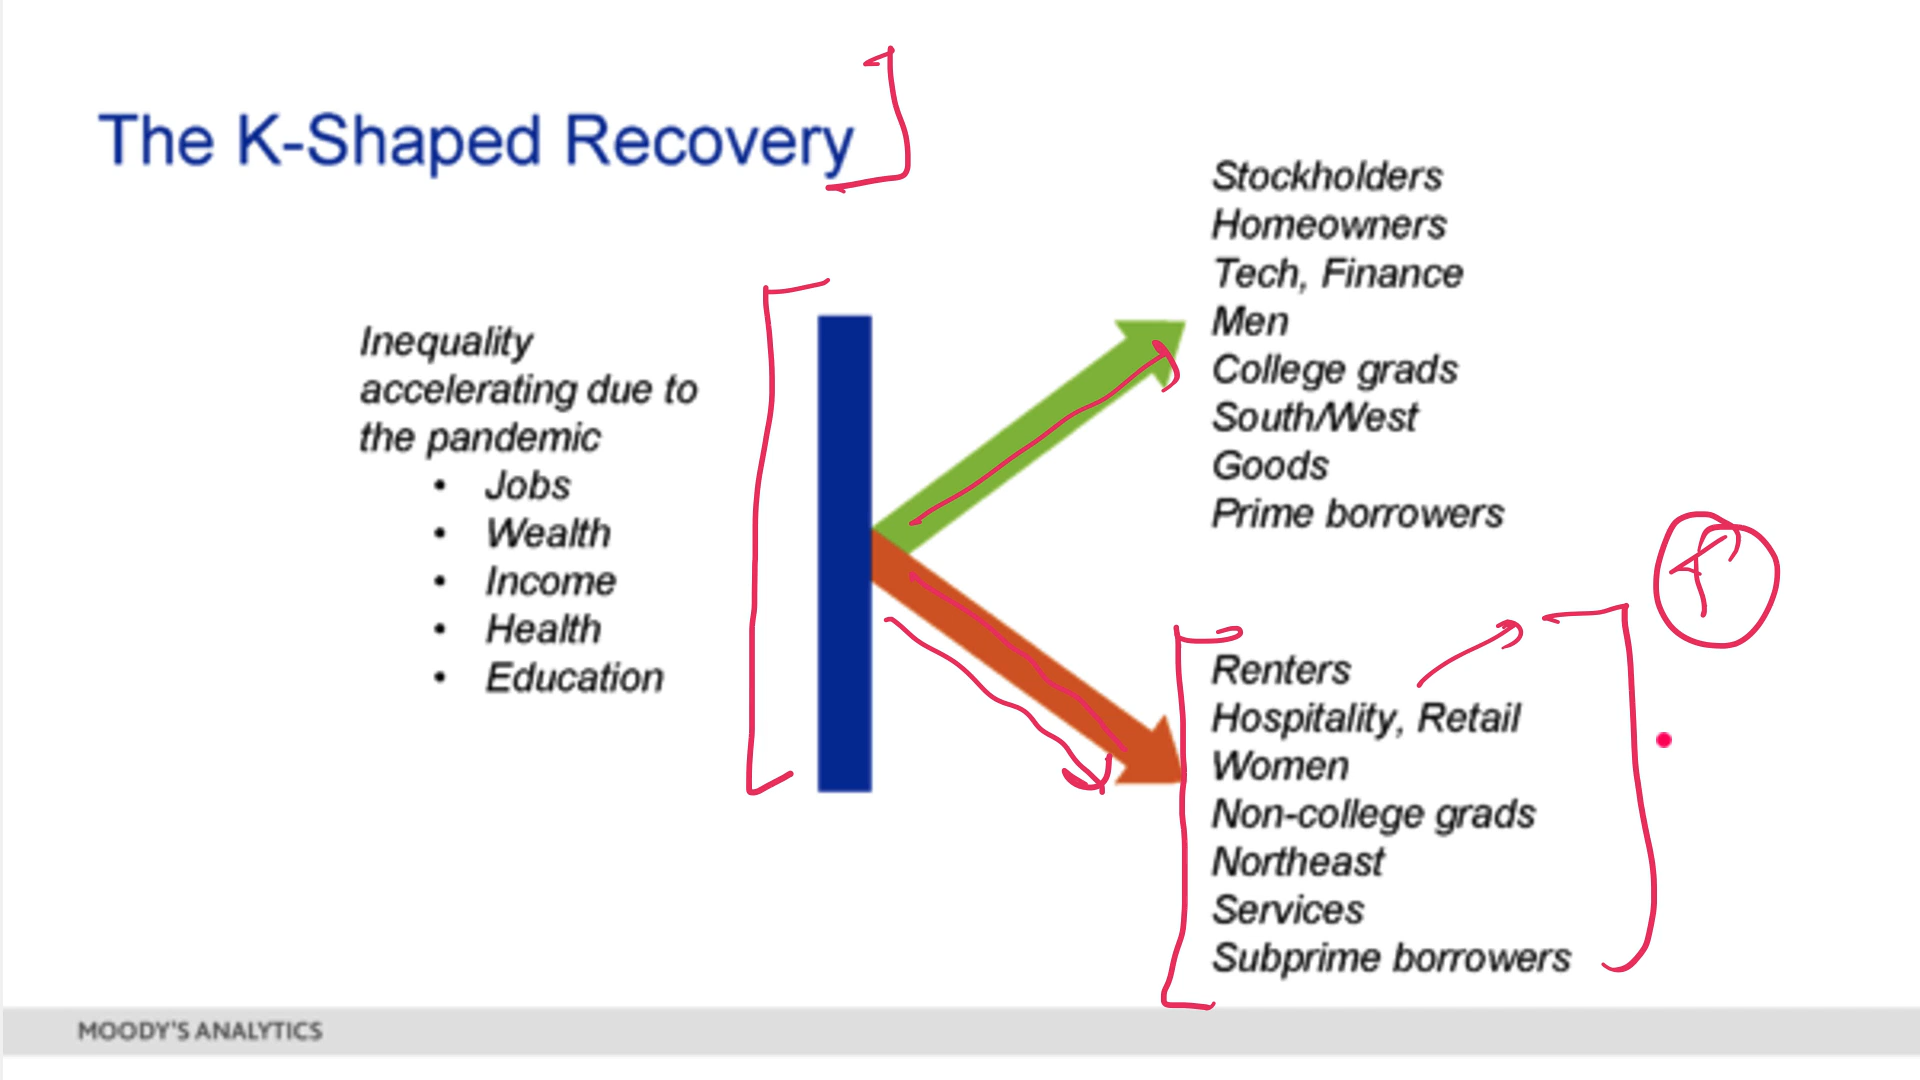 The K-Shaped Recovery
Inequality
accelerating due to
the pandemic
• Jobs
• Wealth
• Income
• Health
• Education
Stockholders
Homeowners
Tech, Finance
Men
College grads
South/West
Goods
Prime borrowers
Renters
Hospitality, Retail
Women
Non-college grads
Northeast
Services
Subprime borrowers
MOODY'S ANALYTICS